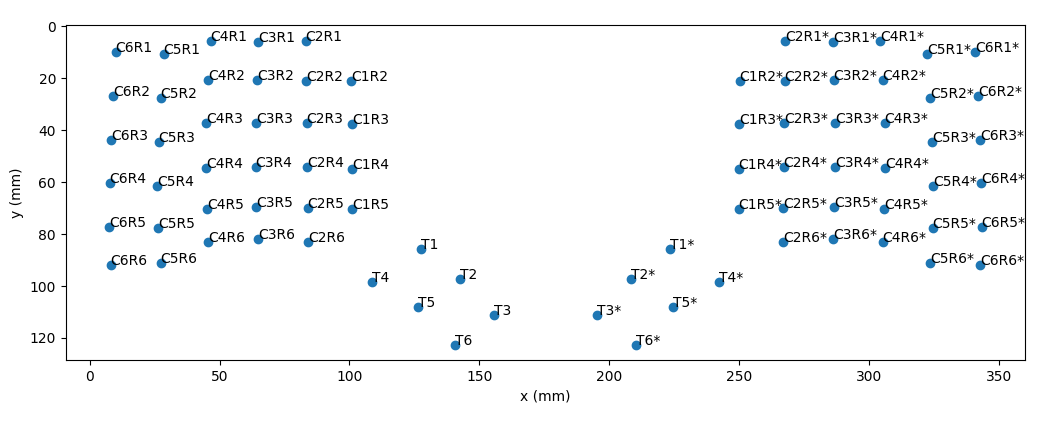 0
C6R1 C5R1 C4R1 C3R1 C2R1 C2R1* C3R1* C4R1* C5R1* C6R1*
20
C6R2 C5R2 C4R2 C3R2 C2R2 C1R2 C1R2* C2R2* C3R2* C4R2* C5R2* C6R2*
40
C6R3 C5R3 C4R3 C3R3 C2R3 C1R3 C1R3* C2R3* C3R3* C4R3* C5R3* C6R3*
60
C6R4 C5R4 C4R4 C3R4 C2R4 C1R4 C1R4* C2R4* C3R4* C4R4* C5R4* C6R4*
y (mm)
C6R5 C5R5 C4R5 C3R5 C2R5 C1R5 C1R5* C2R5* C3R5* C4R5* C5R5* C6R5*
80
C6R6 C5R6 C4R6 C3R6 C2R6 C2R6* C3R6* C4R6* C5R6* C6R6*
T1 T1*
100
T4 T2 T2* T4*
T5 T3 T3* T5*
120
T6 T6*
0 50 100 150 200 250 300 350
x (mm)